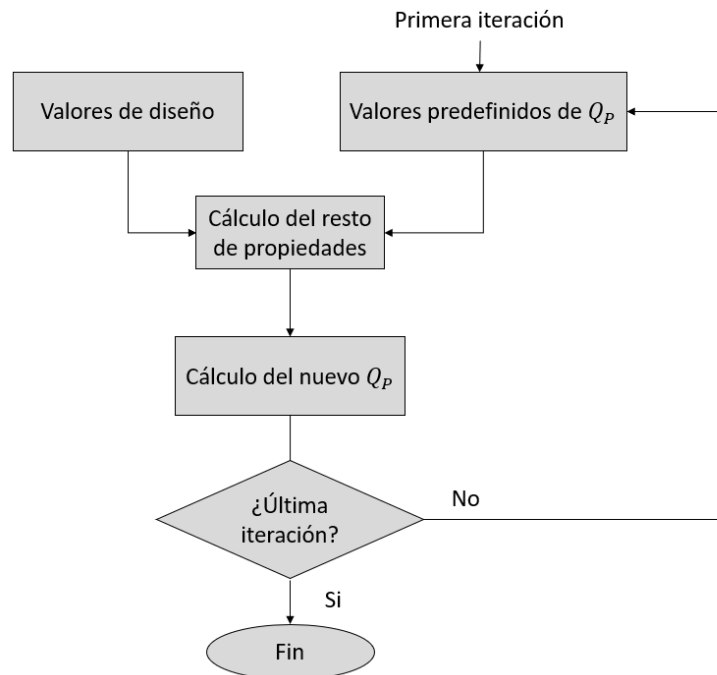 Primera iteración
Valores de diseño
Valores predefinidos de Q_P
Cálculo del resto
de propiedades
Cálculo del nuevo Q_P
¿Última
iteración?
No
Si
Fin